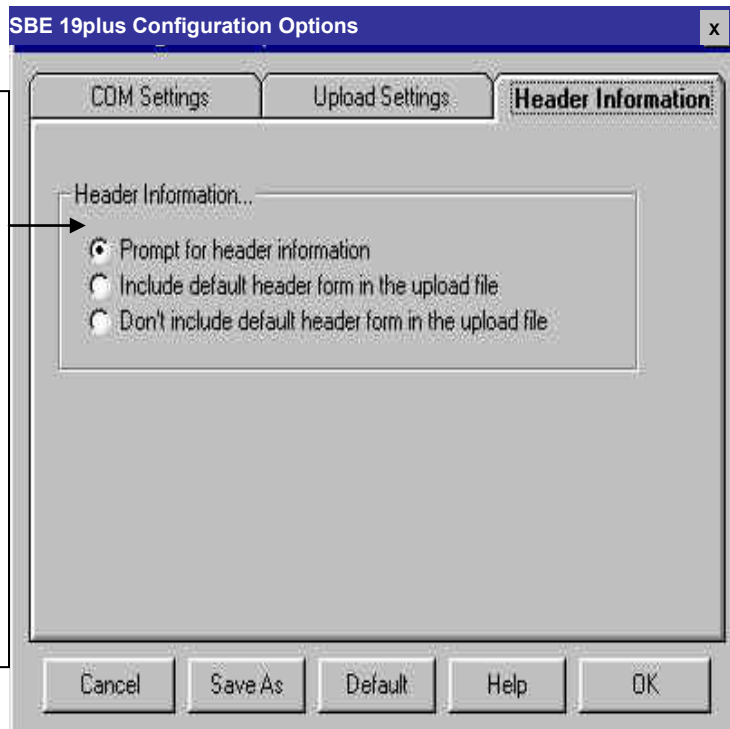 SBE 19plus Configuration Options x
COM Settings Upload Settings Header Information
Header Information...
Prompt for header information
Include default header form in the upload file
Don't include default header form in the upload file
Cancel Save As Default Help OK